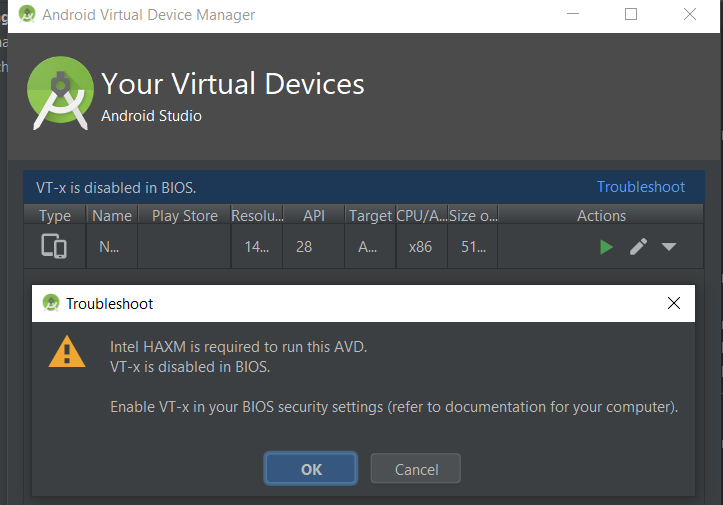 Android Virtual Device Manager
Your Virtual Devices
Android Studio
VT-x is disabled in BIOS. Troubleshoot
Type Name Play Store Resolu... API Target CPU/A... Size o... Actions
N... 14... 28 A... x86 51...
Troubleshoot
Intel HAXM is required to run this AVD.
VT-x is disabled in BIOS.
Enable VT-x in your BIOS security settings (refer to documentation for your computer).
OK Cancel